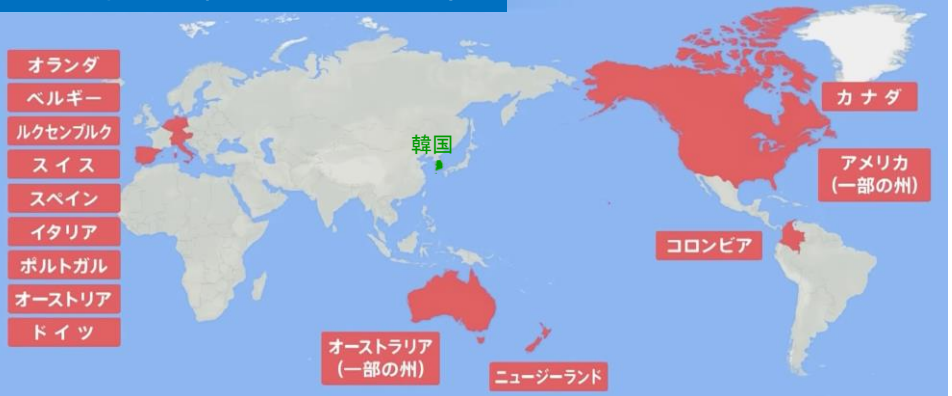 オランダ
ベルギー
ルクセンブルク
スイス
スペイン
イタリア
ポルトガル
オーストリア
ドイツ
韓国
カナダ
アメリカ
(一部の州)
コロンビア
オーストラリア
(一部の州)
ニュージーランド